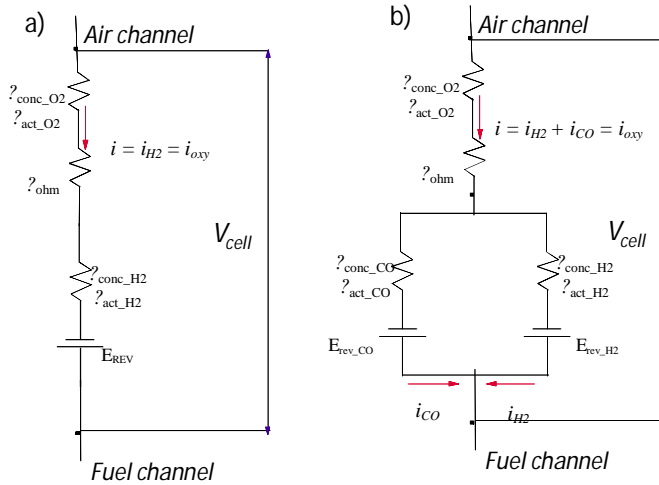 a)
Air channel
?conc_O2
?act_O2
i = iH2 = ioxy
?ohm
Vcell
?conc_H2
?act_H2
EREV
Fuel channel
b)
Air channel
?conc_O2
?act_O2
i = iH2 + iCO = ioxy
?ohm
Vcell
?conc_CO
?act_CO
?conc_H2
?act_H2
Erev_CO
Erev_H2
iCO
iH2
Fuel channel